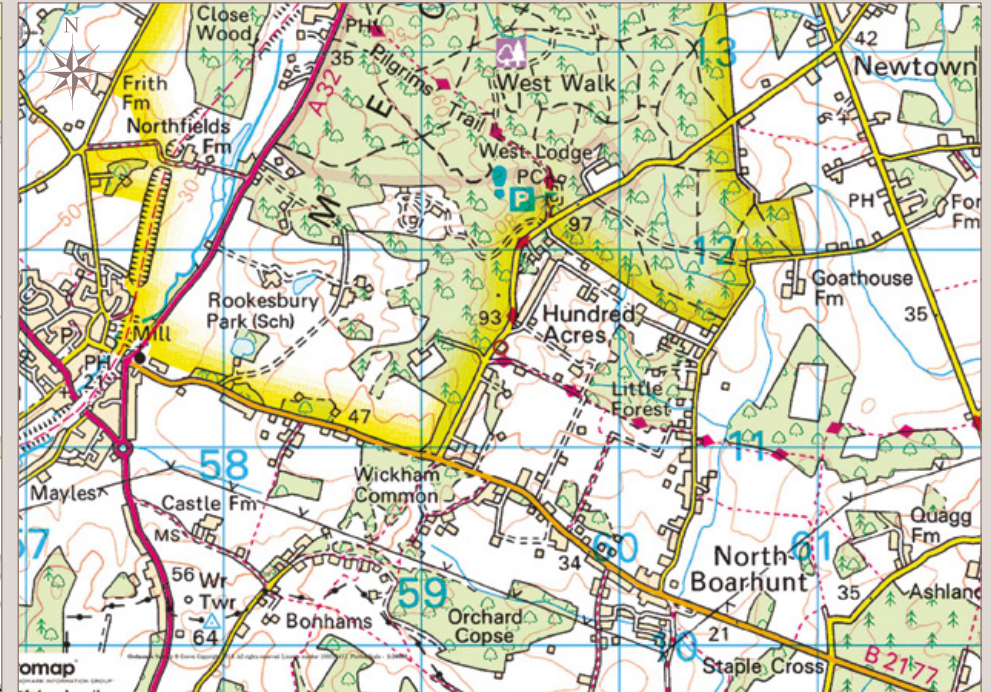 N
Close
Wood
PH
35
42
Newtown
13
Pilgrims
Trail
West Walk
Frith
Fm
A32
E
Northfields
Fm
West Lodge
PC
P
PH
M
30
50
97
12
Goathouse
Fm
Rookesbury
Park (Sch)
93
Hundred
Acres
35
P
Mill
PH
21
Little
Forest
47
11
58
Wickham
Common
Mayles
Castle Fm
MS
Quagg
Fm
57
60
61
34
North
Boarhunt
56
Wr
Twr
59
35
Ashland
64
Bonhams
Orchard
Copse
21
10
Staple Cross
B 2177
omap